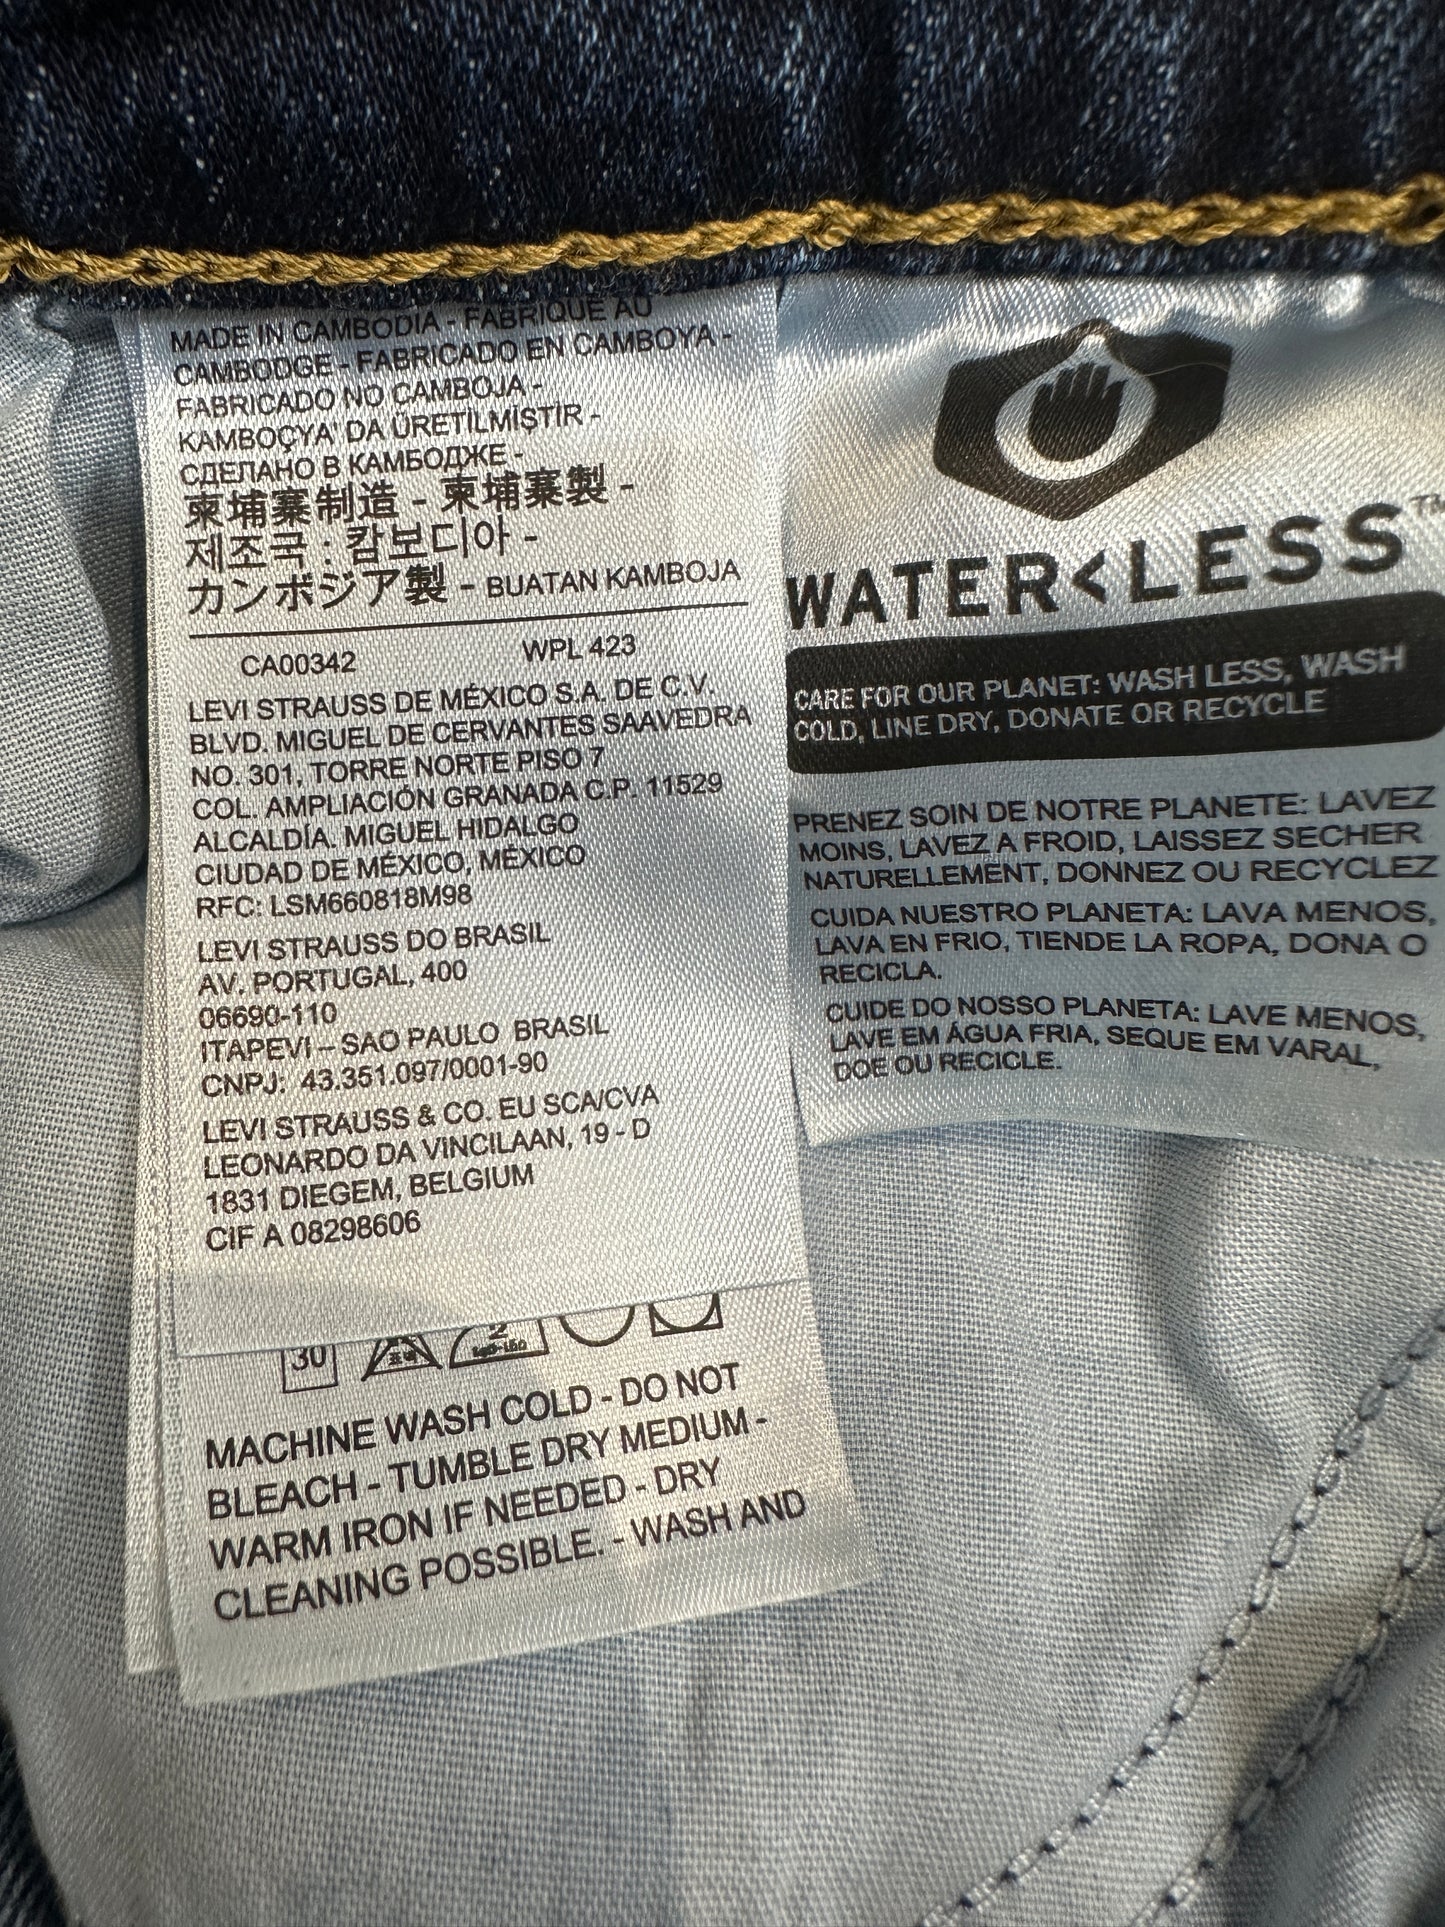 MADE IN CAMBODIA - FABRIQUÉ AU
CAMBODGE - FABRICADO EN CAMBOYA -
FABRICADO NO CAMBOJA -
KAMBOÇYA' DA ÜRETİLMİŞTİR -
СДЕЛАНО В КАМБОДЖЕ -
柬埔寨制造 - 柬埔寨製 -
제조국 : 캄보디아 -
カンボジア製 - BUATAN KAMBOJA
CA00342 WPL 423
LEVI STRAUSS DE MÉXICO S.A. DE C.V.
BLVD. MIGUEL DE CERVANTES SAAVEDRA
NO. 301, TORRE NORTE PISO 7
COL. AMPLIACIÓN GRANADA C.P. 11529
ALCALDÍA. MIGUEL HIDALGO
CIUDAD DE MÉXICO, MÉXICO
RFC: LSM660818M98
LEVI STRAUSS DO BRASIL
AV. PORTUGAL, 400
06690-110
ITAPEVI – SAO PAULO BRASIL
CNPJ: 43.351.097/0001-90
LEVI STRAUSS & CO. EU SCA/CVA
LEONARDO DA VINCILAAN, 19 - D
1831 DIEGEM, BELGIUM
CIF A 08298606
30 2
MACHINE WASH COLD - DO NOT
BLEACH - TUMBLE DRY MEDIUM -
WARM IRON IF NEEDED - DRY
CLEANING POSSIBLE. - WASH AND
WATER<LESS™
CARE FOR OUR PLANET: WASH LESS, WASH
COLD, LINE DRY, DONATE OR RECYCLE
PRENEZ SOIN DE NOTRE PLANETE: LAVEZ
MOINS, LAVEZ A FROID, LAISSEZ SECHER
NATURELLEMENT, DONNEZ OU RECYCLEZ
CUIDA NUESTRO PLANETA: LAVA MENOS,
LAVA EN FRIO, TIENDE LA ROPA, DONA O
RECICLA.
CUIDE DO NOSSO PLANETA: LAVE MENOS,
LAVE EM ÁGUA FRIA, SEQUE EM VARAL,
DOE OU RECICLE.